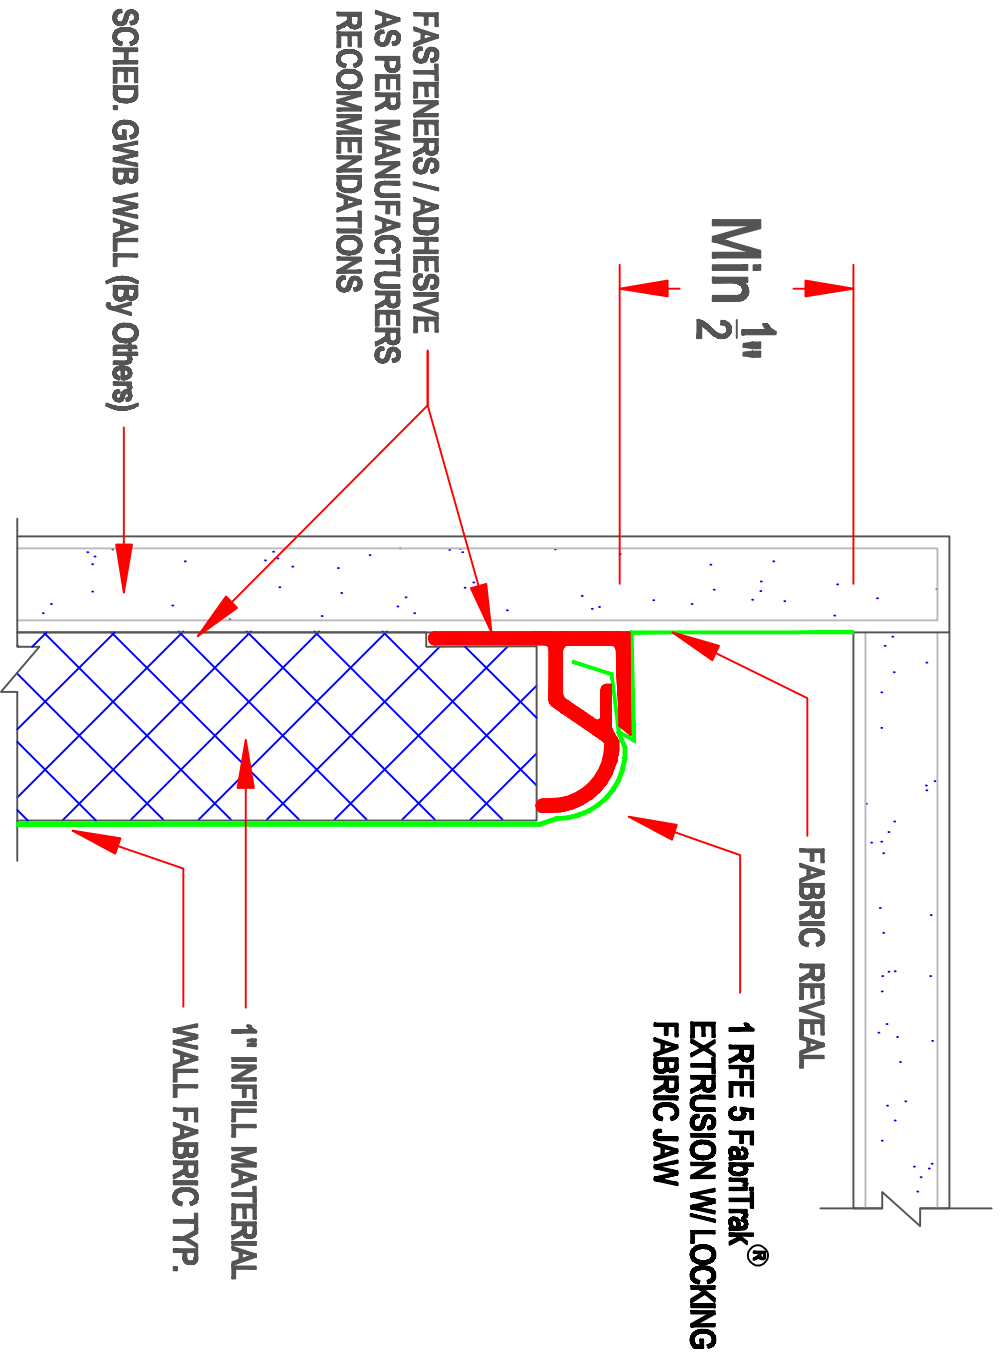 FASTENERS / ADHESIVE
AS PER MANUFACTURERS
RECOMMENDATIONS
SCHED. GWB WALL (By Others)
Min 1/2"
FABRIC REVEAL
1 RFE 5 FabriTrak®
EXTRUSION W/ LOCKING
FABRIC JAW
1" INFILL MATERIAL
WALL FABRIC TYP.